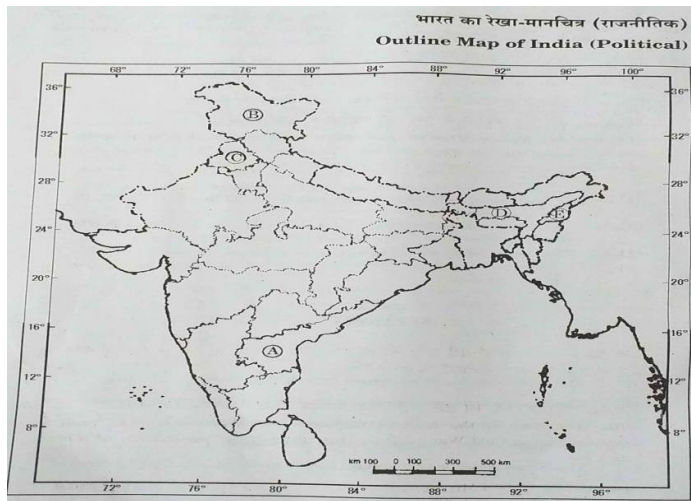 भारत का रेखा-मानचित्र (राजनीतिक)
Outline Map of India (Political)
68° 72° 76° 80° 84° 88° 92° 96° 100°
36° 36°
B
32° 32°
C
28° 28°
D E
24° 24°
20° 20°
16° 16°
A
12° 12°
8° 8°
km 100 0 100 300 500 km
72° 76° 80° 84° 88° 92° 96°